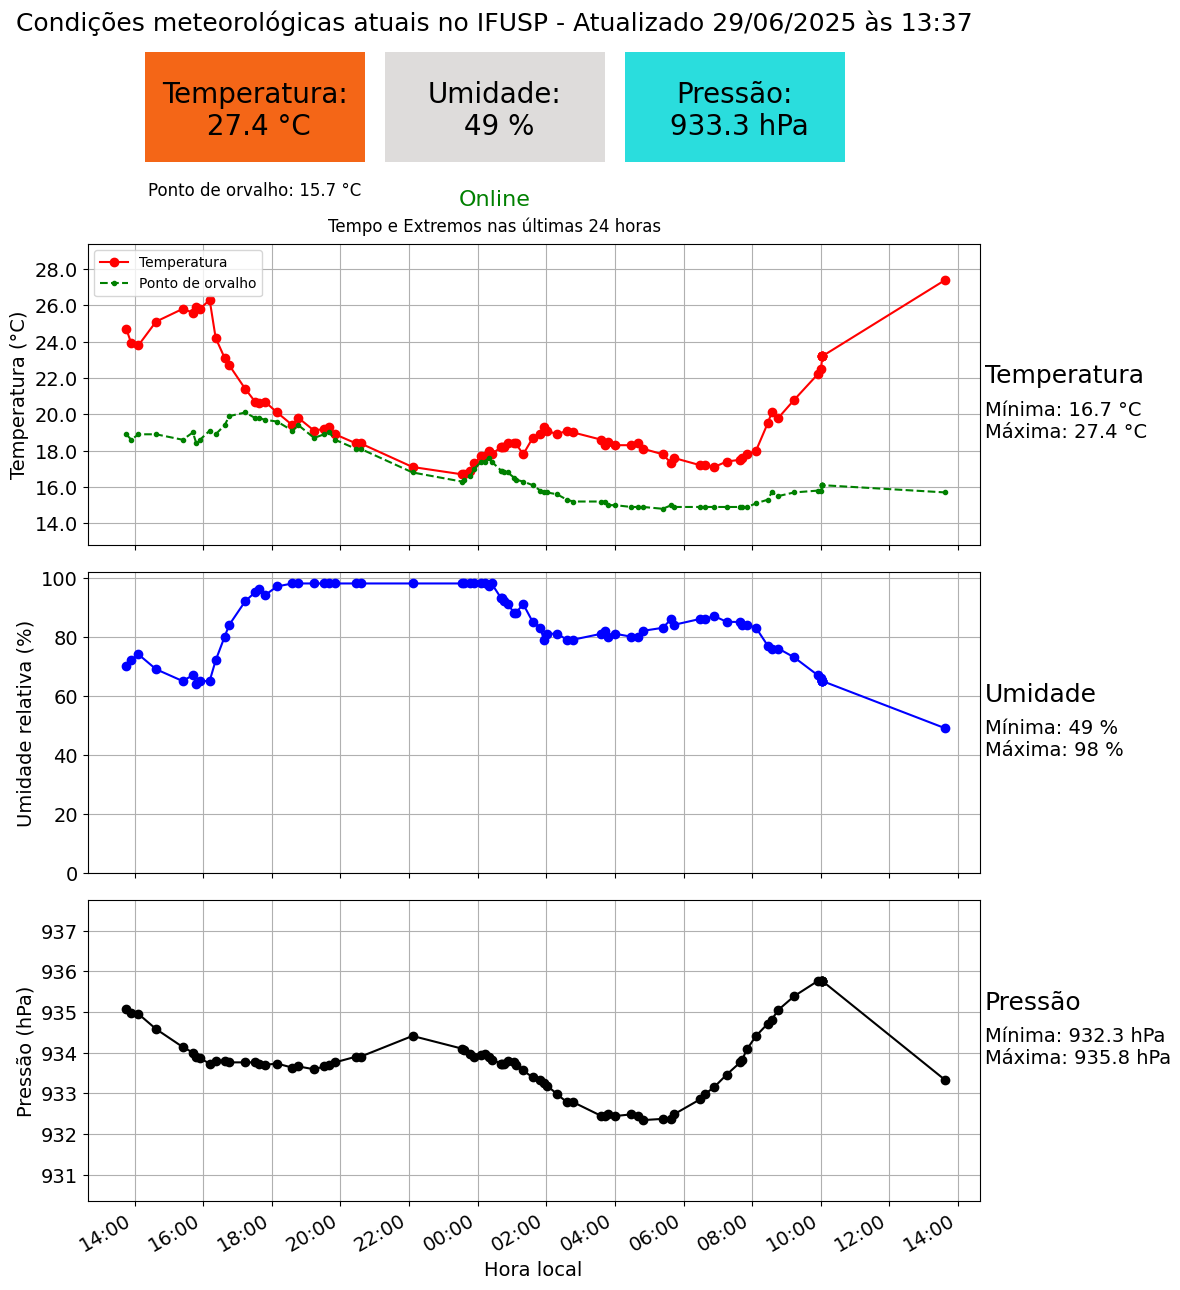 Condições meteorológicas atuais no IFUSP - Atualizado 29/06/2025 às 13:37
Temperatura:
27.4 °C
Umidade:
49 %
Pressão:
933.3 hPa
Ponto de orvalho: 15.7 °C
Online
Tempo e Extremos nas últimas 24 horas
Temperatura
Ponto de orvalho
Temperatura (°C)
28.0
26.0
24.0
22.0
20.0
18.0
16.0
14.0
Temperatura
Mínima: 16.7 °C
Máxima: 27.4 °C
Umidade relativa (%)
100
80
60
40
20
0
Umidade
Mínima: 49 %
Máxima: 98 %
Pressão (hPa)
937
936
935
934
933
932
931
Pressão
Mínima: 932.3 hPa
Máxima: 935.8 hPa
14:00 16:00 18:00 20:00 22:00 00:00 02:00 04:00 06:00 08:00 10:00 12:00 14:00
Hora local